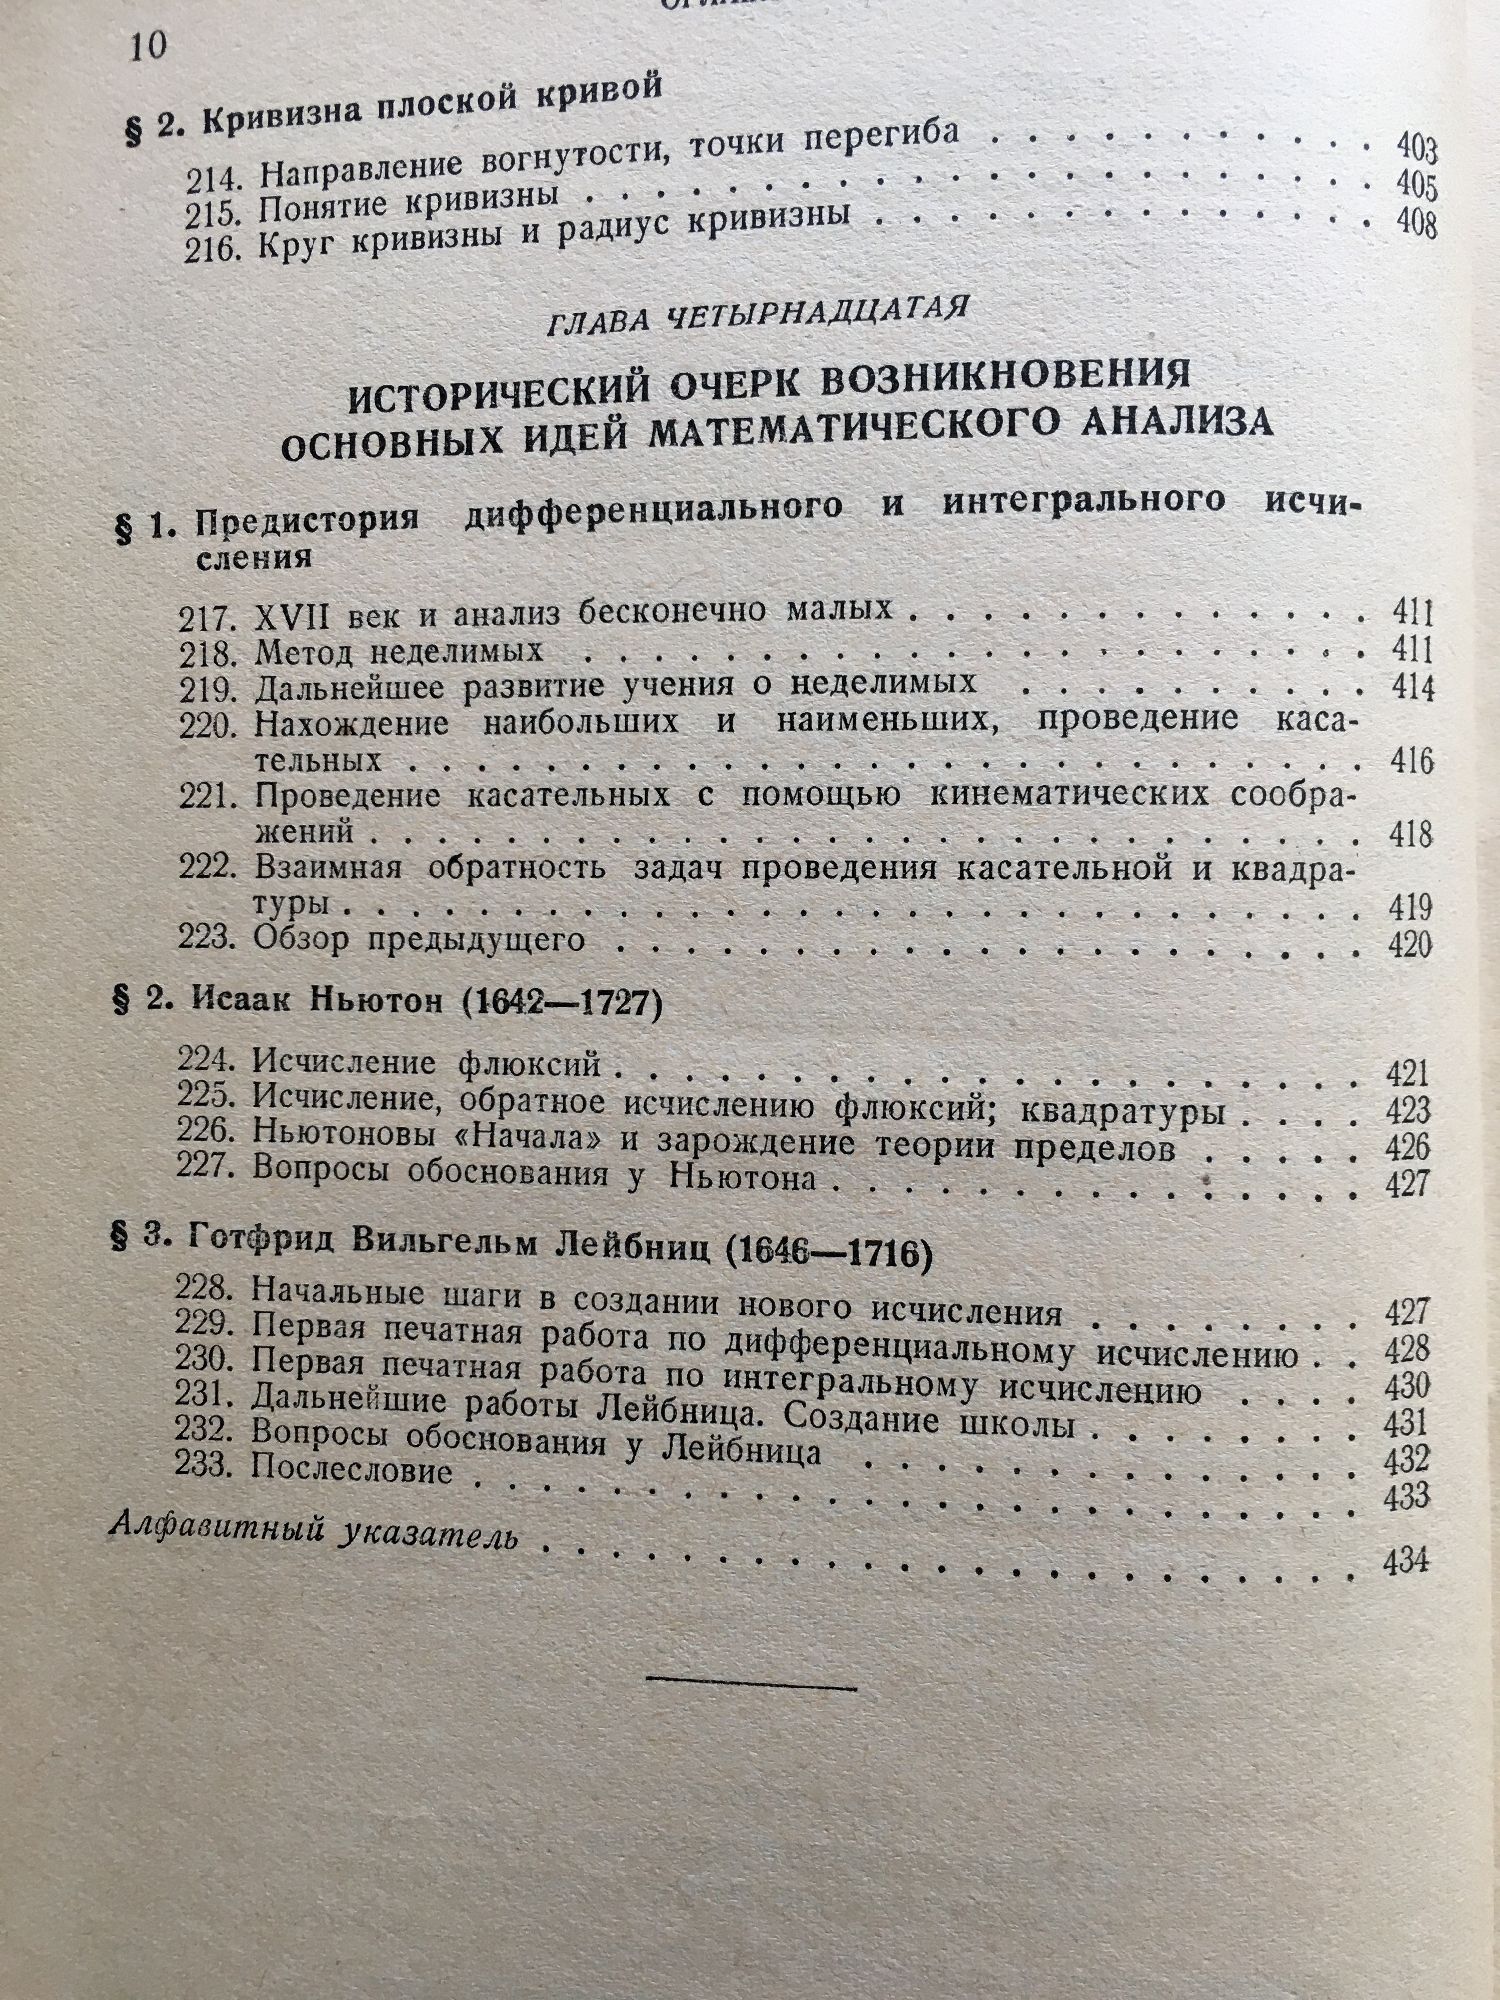 10
§ 2. Кривизна плоской кривой
214. Направление вогнутости, точки перегиба . . . . . . . . . . . 403
215. Понятие кривизны . . . . . . . . . . . . . . . . . . . . . . 405
216. Круг кривизны и радиус кривизны . . . . . . . . . . . . . . 408
ГЛАВА ЧЕТЫРНАДЦАТАЯ
ИСТОРИЧЕСКИЙ ОЧЕРК ВОЗНИКНОВЕНИЯ
ОСНОВНЫХ ИДЕЙ МАТЕМАТИЧЕСКОГО АНАЛИЗА
§ 1. Предистория дифференциального и интегрального исчи-
сления
217. XVII век и анализ бесконечно малых . . . . . . . . . . . . . 411
218. Метод неделимых . . . . . . . . . . . . . . . . . . . . . . 411
219. Дальнейшее развитие учения о неделимых . . . . . . . . . . 414
220. Нахождение наибольших и наименьших, проведение каса-
тельных . . . . . . . . . . . . . . . . . . . . . . . . . . . 416
221. Проведение касательных с помощью кинематических сообра-
жений . . . . . . . . . . . . . . . . . . . . . . . . . . . . 418
222. Взаимная обратность задач проведения касательной и квадра-
туры . . . . . . . . . . . . . . . . . . . . . . . . . . . . . 419
223. Обзор предыдущего . . . . . . . . . . . . . . . . . . . . . 420
§ 2. Исаак Ньютон (1642—1727)
224. Исчисление флюксий . . . . . . . . . . . . . . . . . . . . . 421
225. Исчисление, обратное исчислению флюксий; квадратуры . . . . 423
226. Ньютоновы «Начала» и зарождение теории пределов . . . . . 426
227. Вопросы обоснования у Ньютона . . . . . . . . . . . . . . . 427
§ 3. Готфрид Вильгельм Лейбниц (1646—1716)
228. Начальные шаги в создании нового исчисления . . . . . . . . 427
229. Первая печатная работа по дифференциальному исчислению . . 428
230. Первая печатная работа по интегральному исчислению . . . . 430
231. Дальнейшие работы Лейбница. Создание школы . . . . . . . . 431
232. Вопросы обоснования у Лейбница . . . . . . . . . . . . . . 432
233. Послесловие . . . . . . . . . . . . . . . . . . . . . . . . . 433
Алфавитный указатель . . . . . . . . . . . . . . . . . . . . . . . 434